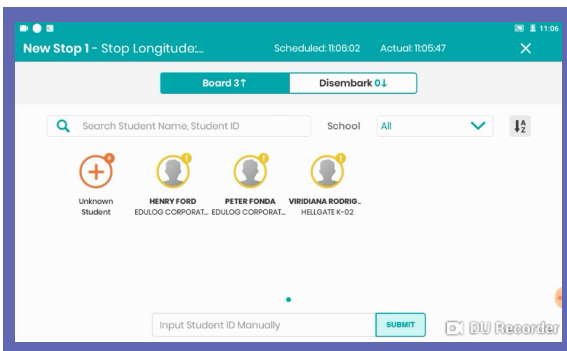 11:06
New Stop 1 - Stop Longitude:... Scheduled: 11:06:02 Actual: 11:05:47
Board 3↑ Disembark 0↓
Search Student Name, Student ID School All
Unknown Student
HENRY FORD
EDULOG CORPORAT...
PETER FONDA
EDULOG CORPORAT...
VIRIDIANA RODRIG..
HELLGATE K-02
Input Student ID Manually SUBMIT
DU Recorder